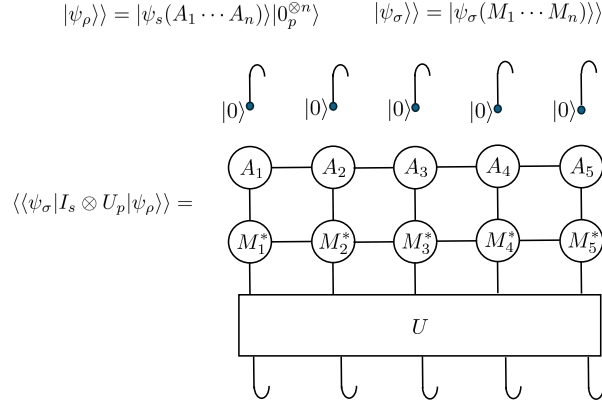 |ψ_ρ⟩⟩ = |ψ_s(A_1 ⋯ A_n)⟩|0_p^{⊗n}⟩ |ψ_σ⟩⟩ = |ψ_σ(M_1 ⋯ M_n)⟩⟩
|0⟩ |0⟩ |0⟩ |0⟩ |0⟩
A_1 A_2 A_3 A_4 A_5
⟨⟨ψ_σ|I_s ⊗ U_p|ψ_ρ⟩⟩ =
M_1^* M_2^* M_3^* M_4^* M_5^*
U